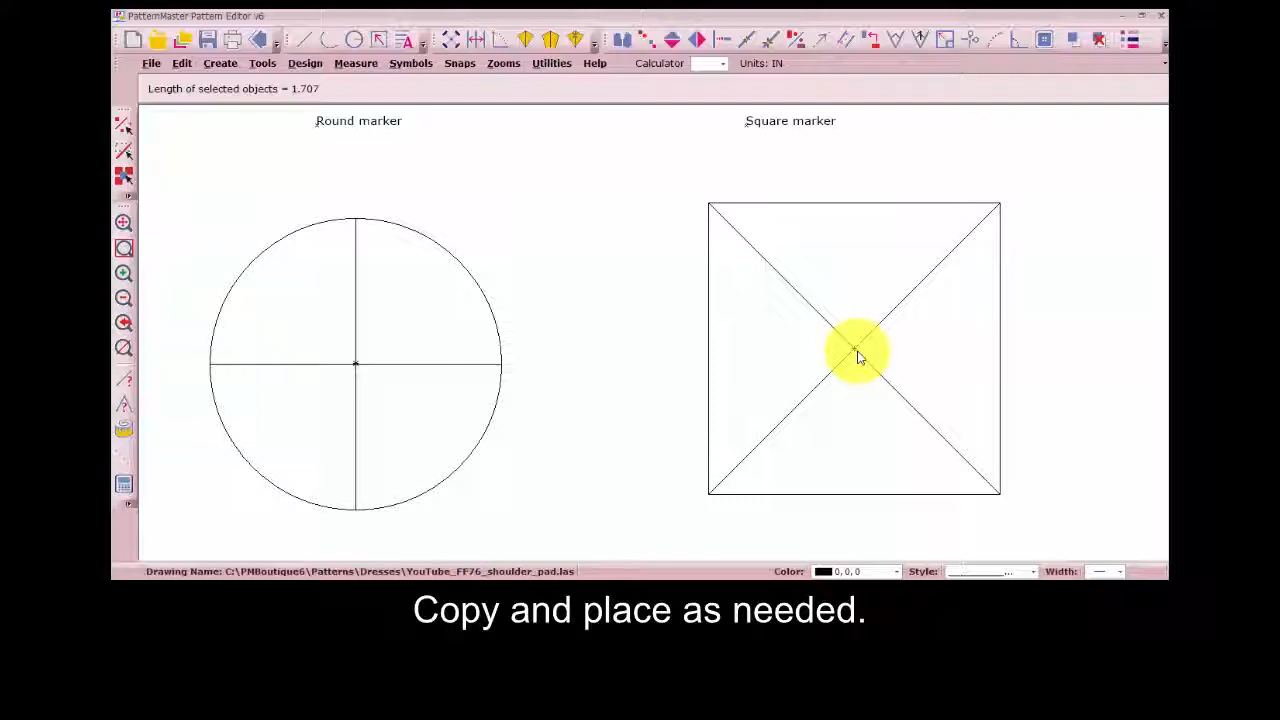 PatternMaster Pattern Editor v6
File Edit Create Tools Design Measure Symbols Snaps Zooms Utilities Help Calculator Units: IN
Length of selected objects = 1.707
Round marker Square marker
Drawing Name: C:\PMBoutique6\Patterns\Dresses\YouTube_FF76_shoulder_pad.las Color: 0, 0, 0 Style: Width:
Copy and place as needed.